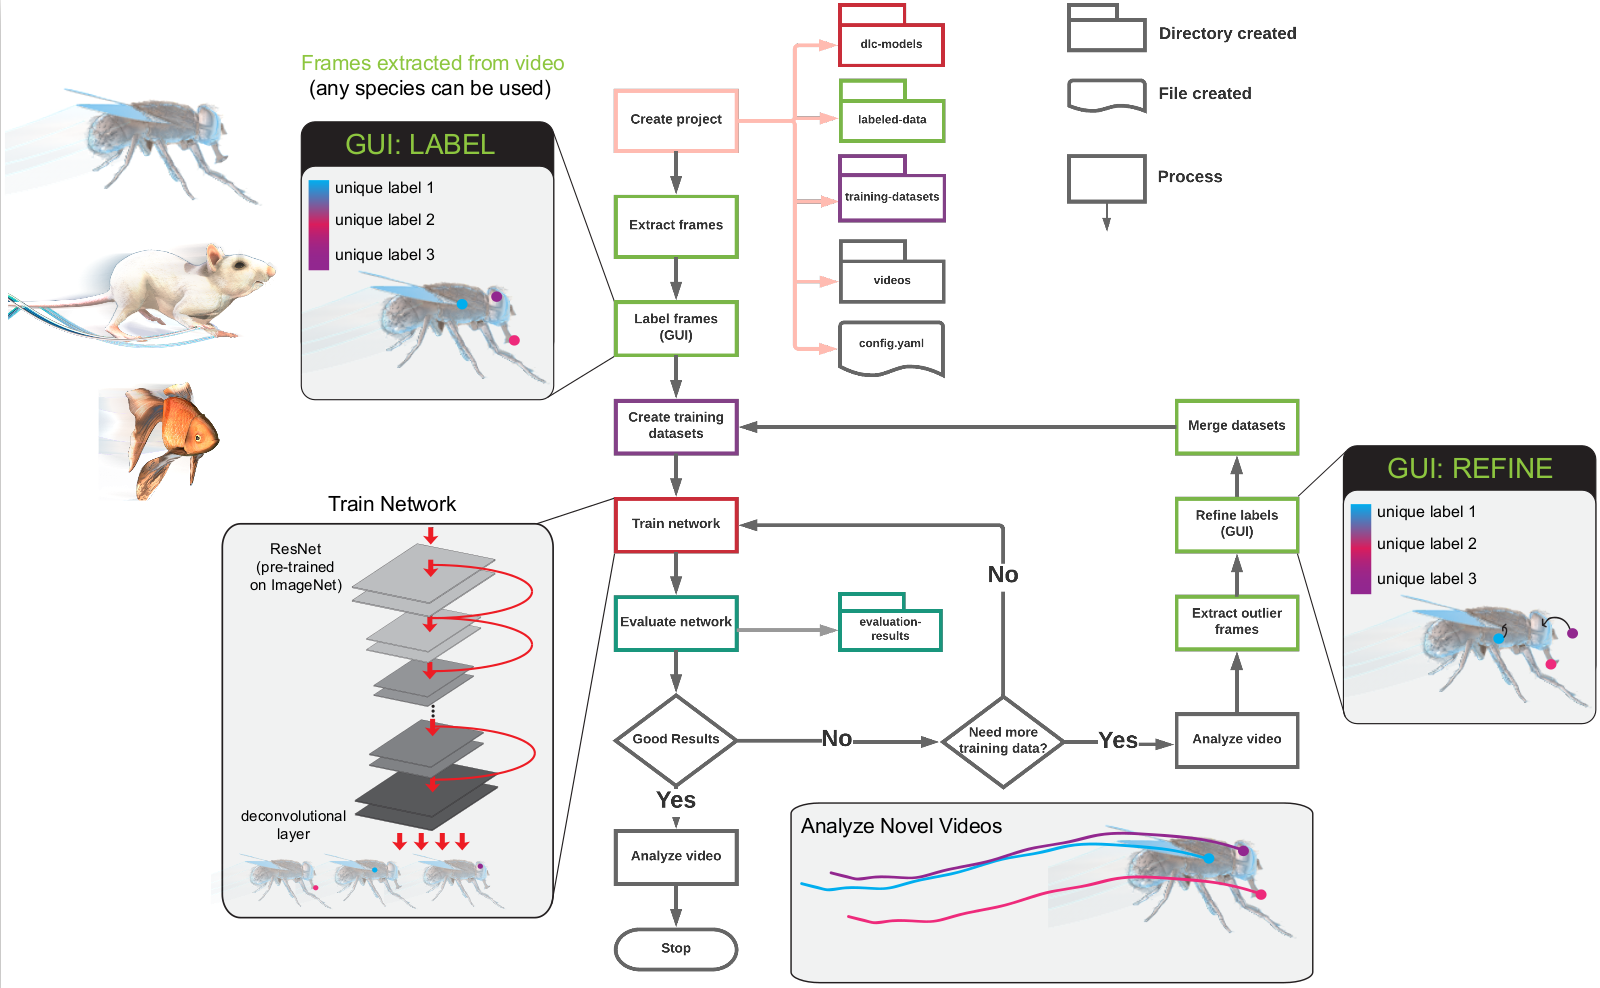 Frames extracted from video
(any species can be used)
GUI: LABEL
unique label 1
unique label 2
unique label 3
Create project
Extract frames
Label frames
(GUI)
Create training
datasets
Train network
Evaluate network
Good Results
Yes
Analyze video
Stop
dlc-models
labeled-data
training-datasets
videos
config.yaml
evaluation-
results
Directory created
File created
Process
No
Need more
training data?
No
Yes
Analyze video
Extract outlier
frames
Refine labels
(GUI)
Merge datasets
GUI: REFINE
unique label 1
unique label 2
unique label 3
Train Network
ResNet
(pre-trained
on ImageNet)
deconvolutional
layer
Analyze Novel Videos